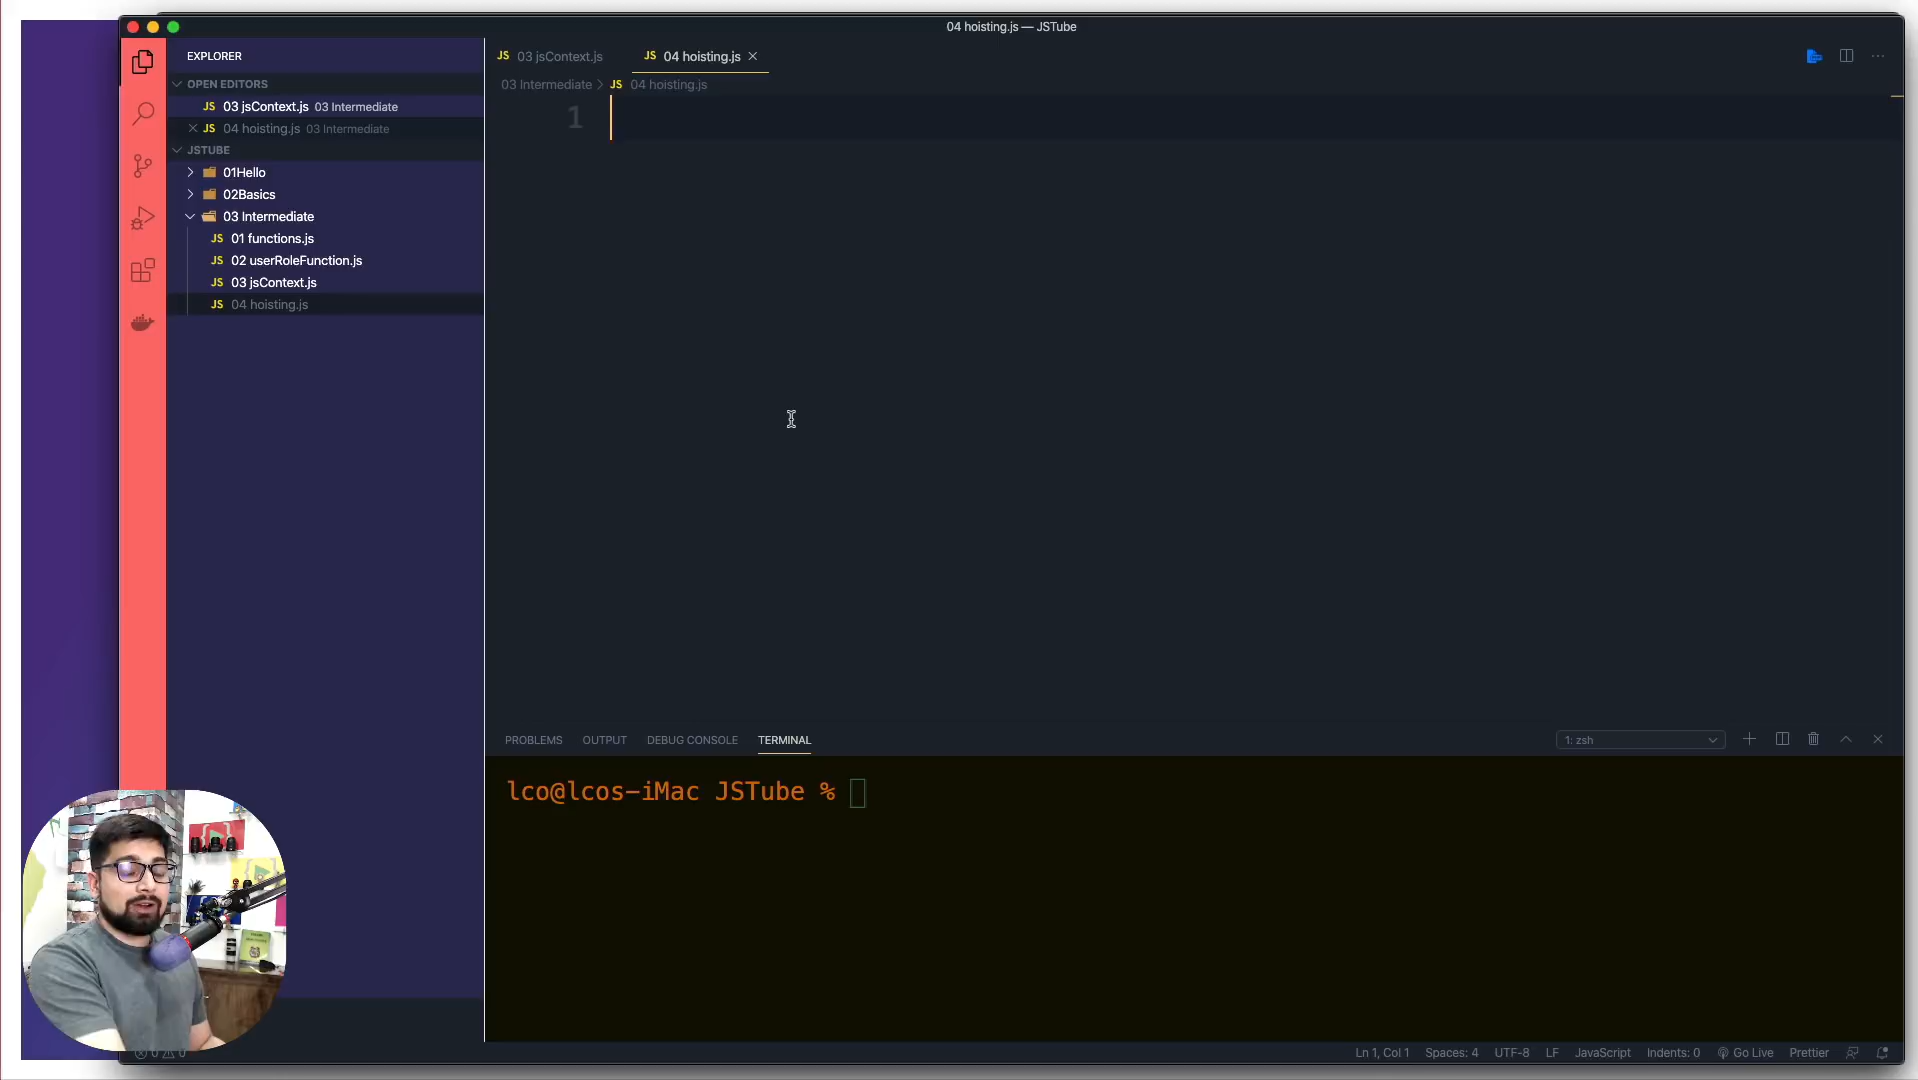 04 hoisting.js — JSTube
EXPLORER
OPEN EDITORS
JS 03 jsContext.js 03 Intermediate
JS 04 hoisting.js 03 Intermediate
JSTUBE
01Hello
02Basics
03 Intermediate
JS 01 functions.js
JS 02 userRoleFunction.js
JS 03 jsContext.js
JS 04 hoisting.js
JS 03 jsContext.js
JS 04 hoisting.js
03 Intermediate > JS 04 hoisting.js
1
PROBLEMS OUTPUT DEBUG CONSOLE TERMINAL
1: zsh
lco@lcos-iMac JSTube %
0 0
Ln 1, Col 1 Spaces: 4 UTF-8 LF JavaScript Indents: 0 Go Live Prettier